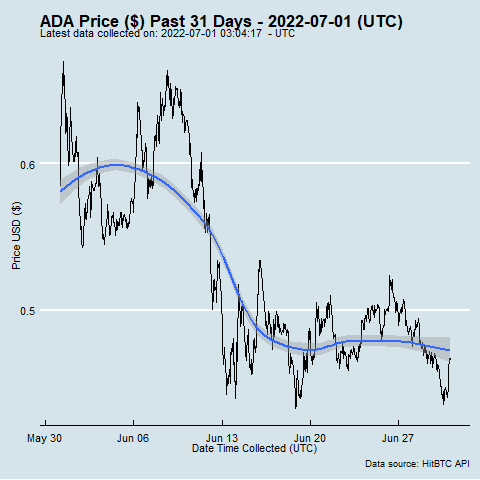 ADA Price ($) Past 31 Days - 2022-07-01 (UTC)
Latest data collected on: 2022-07-01 03:04:17 - UTC
Price USD ($)
0.6
0.5
May 30 Jun 06 Jun 13 Jun 20 Jun 27
Date Time Collected (UTC)
Data source: HitBTC API